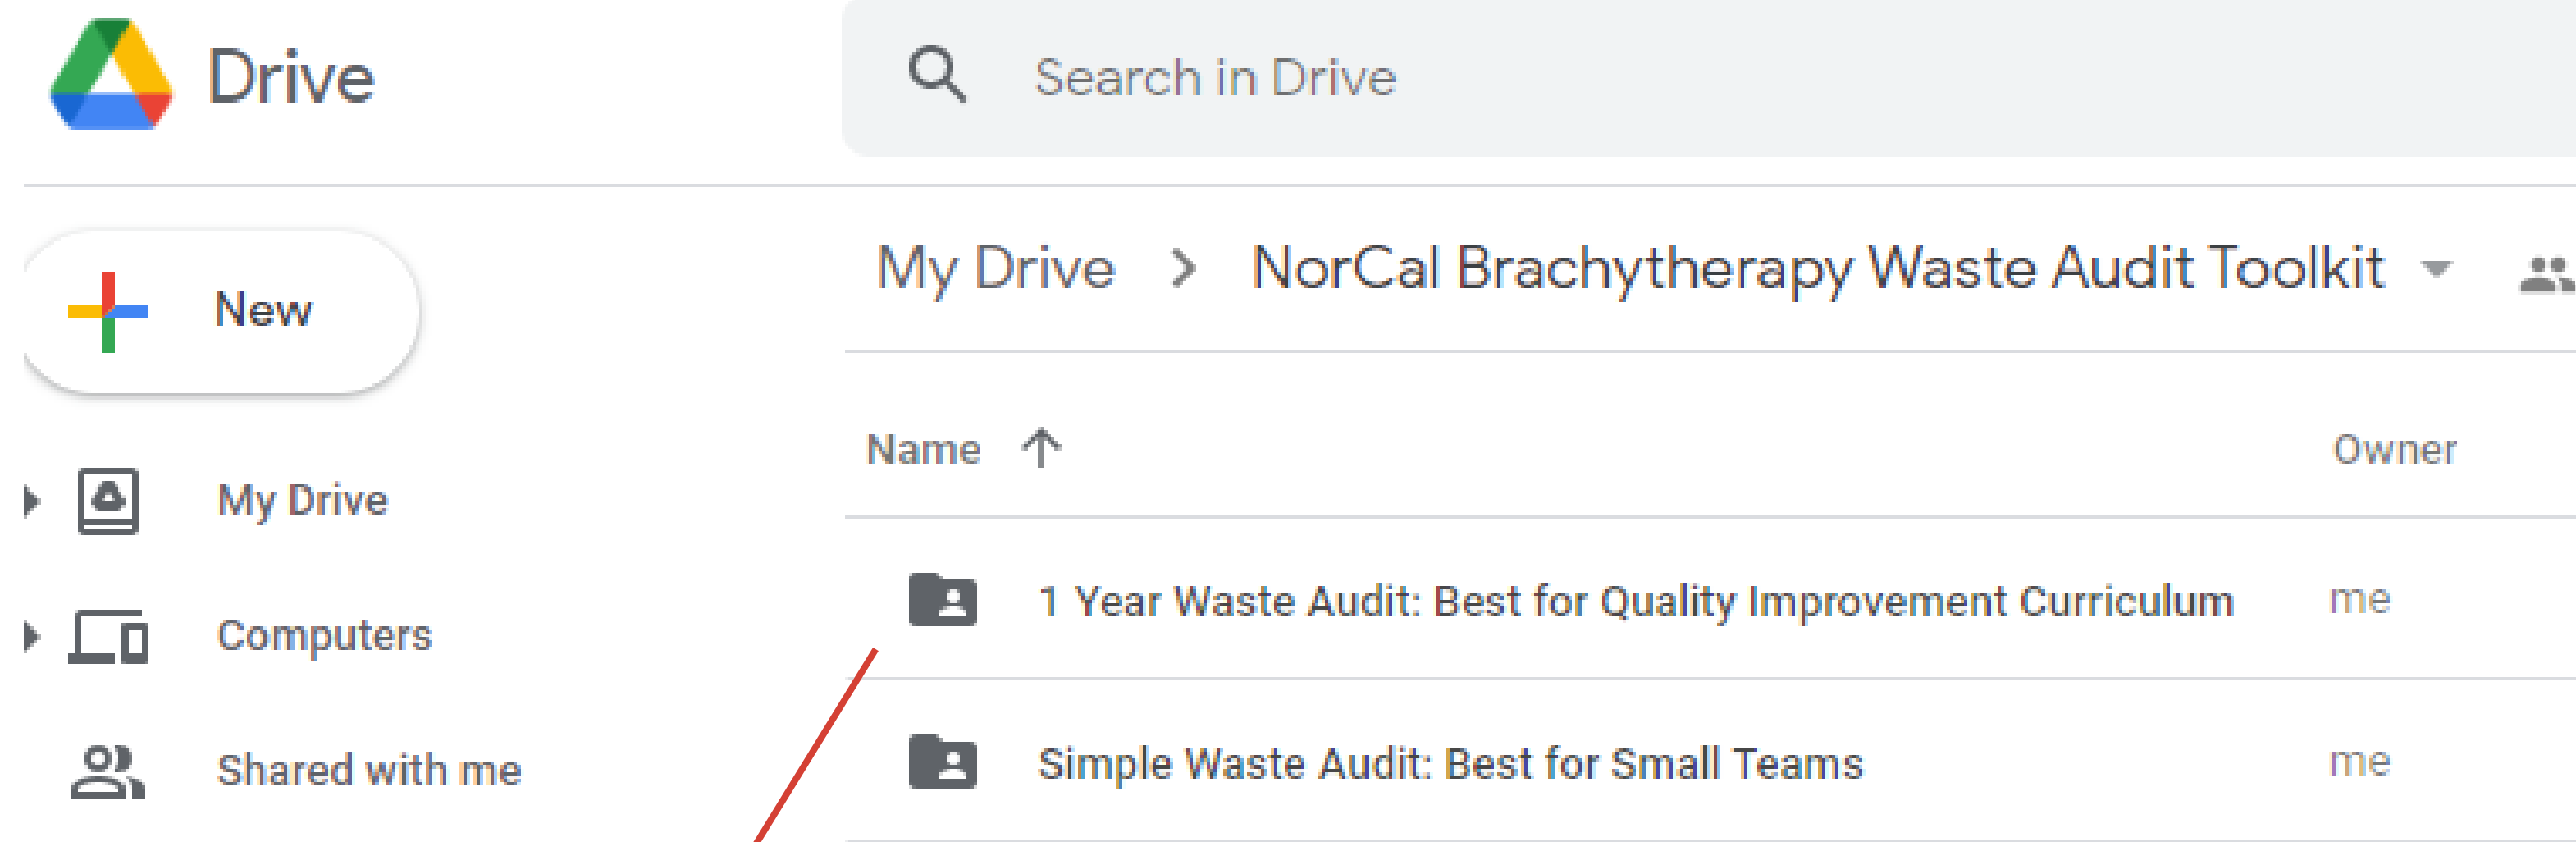 Drive
Search in Drive
My Drive > NorCal Brachytherapy Waste Audit Toolkit
New
Name Owner
My Drive
Computers
Shared with me
1 Year Waste Audit: Best for Quality Improvement Curriculum me
Simple Waste Audit: Best for Small Teams me